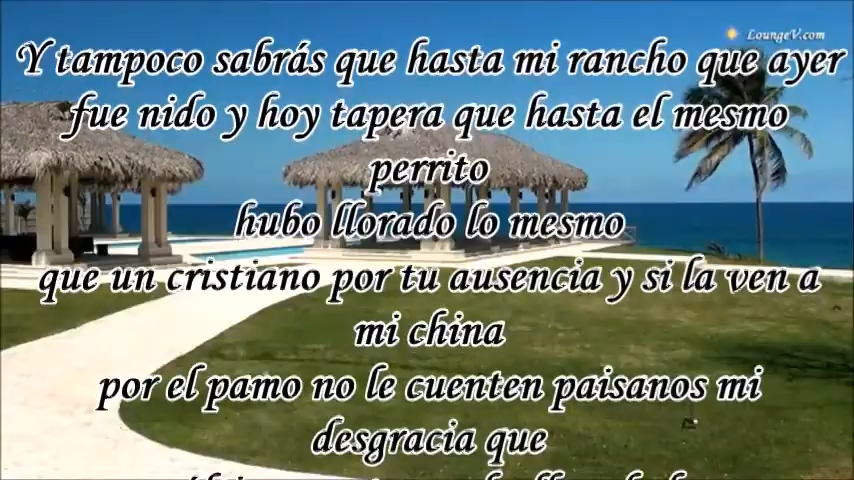 LoungeV.com
Y tampoco sabrás que hasta mi rancho que ayer
fue nido y hoy tapera que hasta el mesmo
perrito
hubo llorado lo mesmo
que un cristiano por tu ausencia y si la ven a
mi china
por el pamo no le cuenten paisanos mi
desgracia que